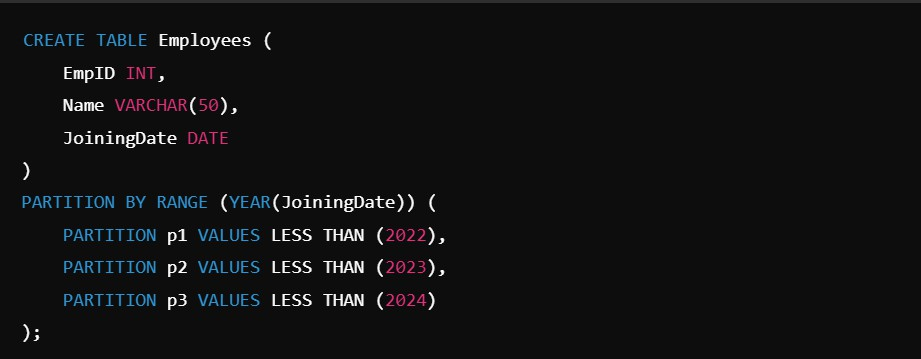 CREATE TABLE Employees (
    EmpID INT,
    Name VARCHAR(50),
    JoiningDate DATE
)
PARTITION BY RANGE (YEAR(JoiningDate)) (
    PARTITION p1 VALUES LESS THAN (2022),
    PARTITION p2 VALUES LESS THAN (2023),
    PARTITION p3 VALUES LESS THAN (2024)
);